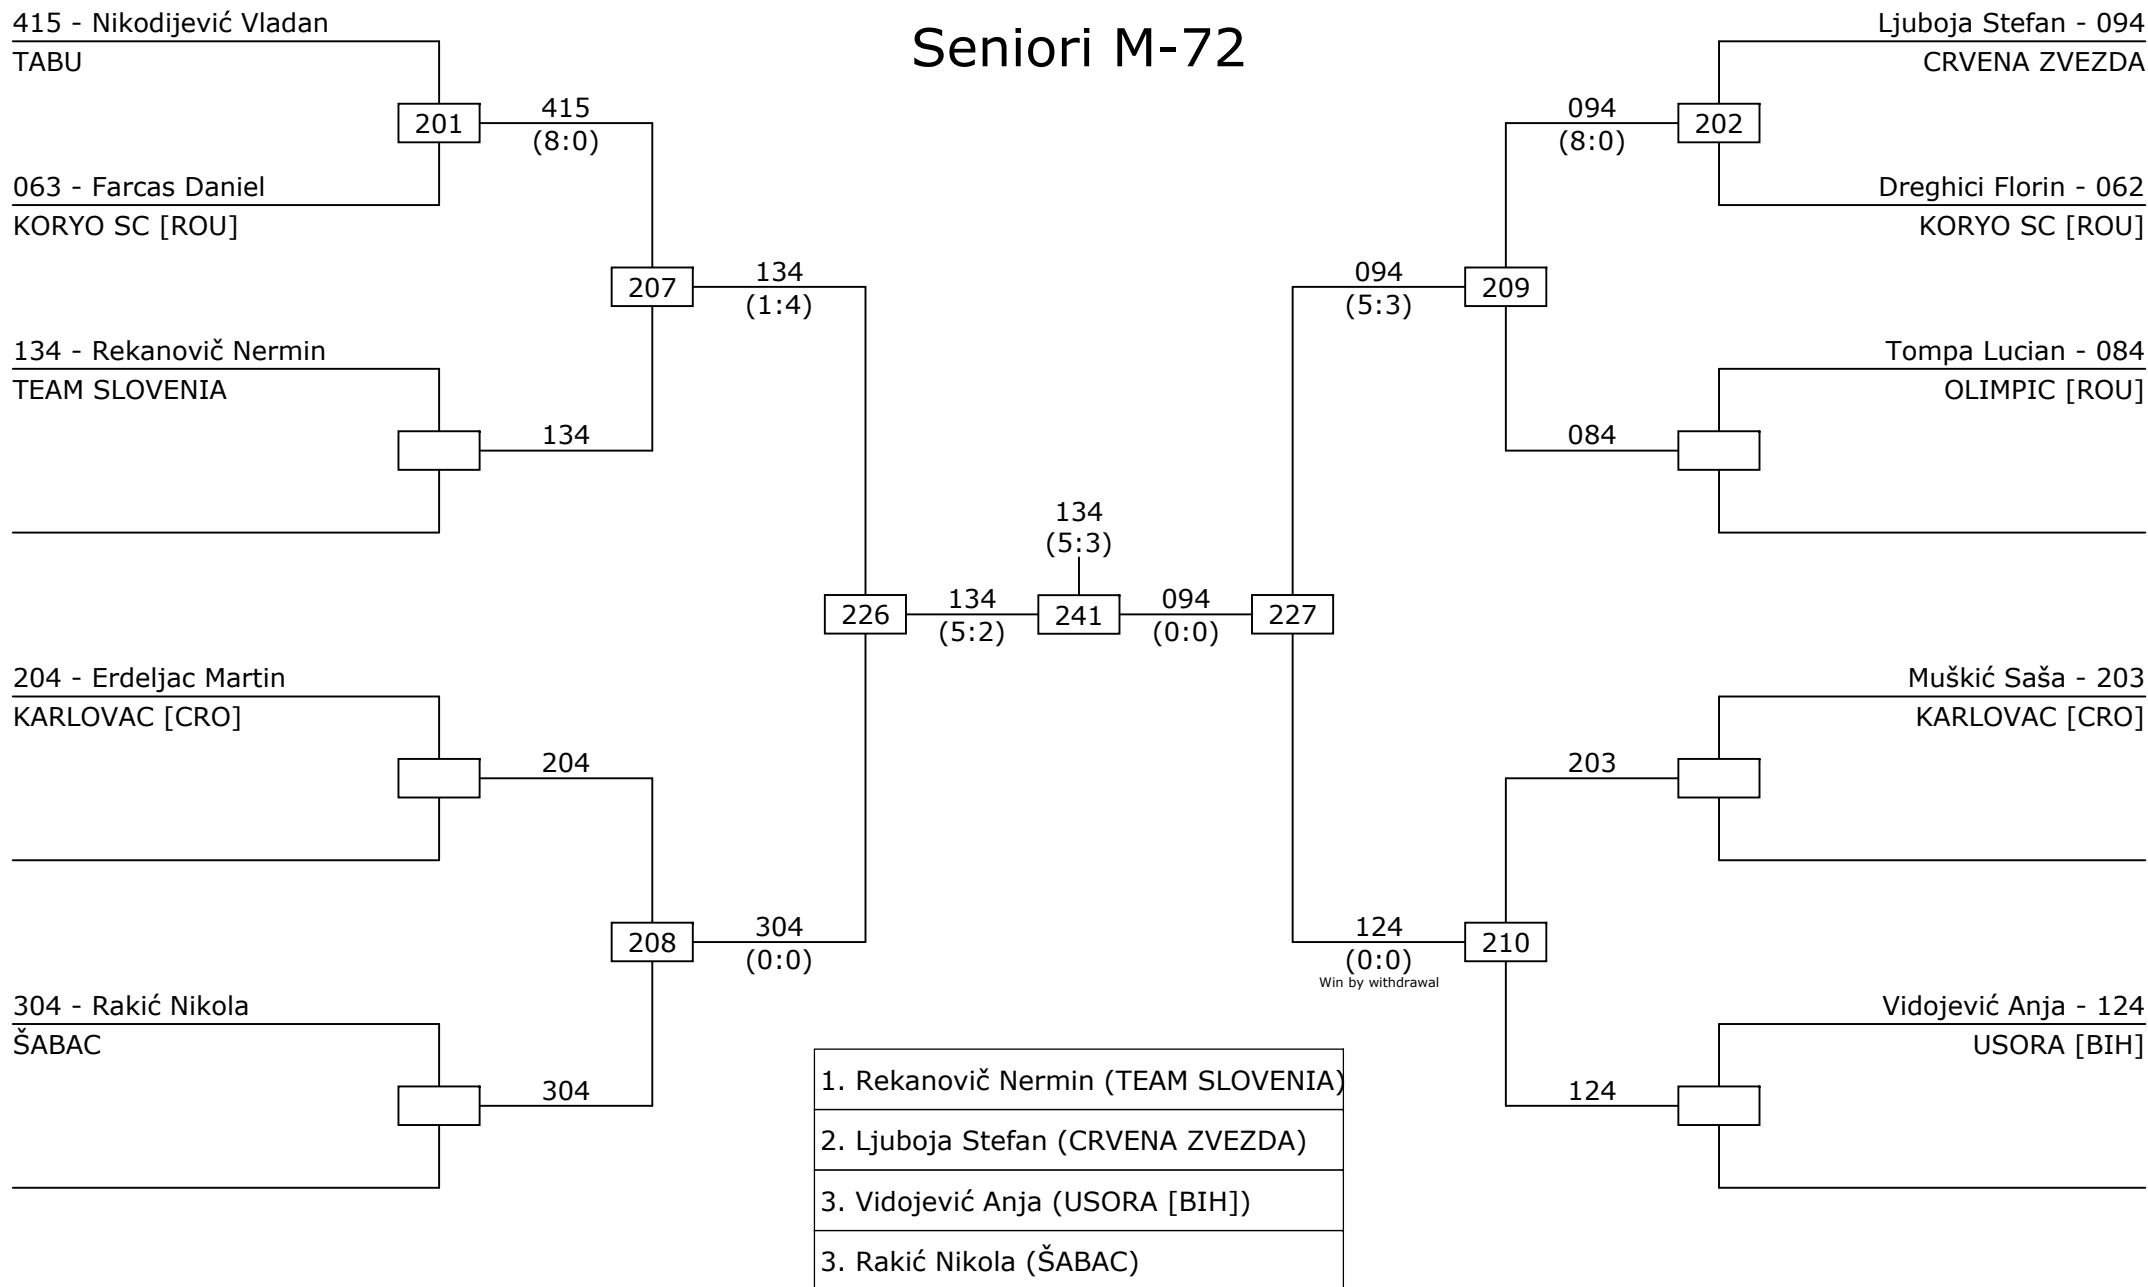 Seniori M-72
415 - Nikodijević Vladan
TABU
201
415
(8:0)
063 - Farcas Daniel
KORYO SC [ROU]
207
134
(1:4)
134 - Rekanovič Nermin
TEAM SLOVENIA
134
226
134
(5:2)
204 - Erdeljac Martin
KARLOVAC [CRO]
204
208
304
(0:0)
304 - Rakić Nikola
ŠABAC
304
134
(5:3)
241
Ljuboja Stefan - 094
CRVENA ZVEZDA
094
(8:0)
202
Dreghici Florin - 062
KORYO SC [ROU]
094
(5:3)
209
Tompa Lucian - 084
OLIMPIC [ROU]
084
094
(0:0)
227
Muškić Saša - 203
KARLOVAC [CRO]
203
124
(0:0)
Win by withdrawal
210
Vidojević Anja - 124
USORA [BIH]
124
1. Rekanovič Nermin (TEAM SLOVENIA)
2. Ljuboja Stefan (CRVENA ZVEZDA)
3. Vidojević Anja (USORA [BIH])
3. Rakić Nikola (ŠABAC)